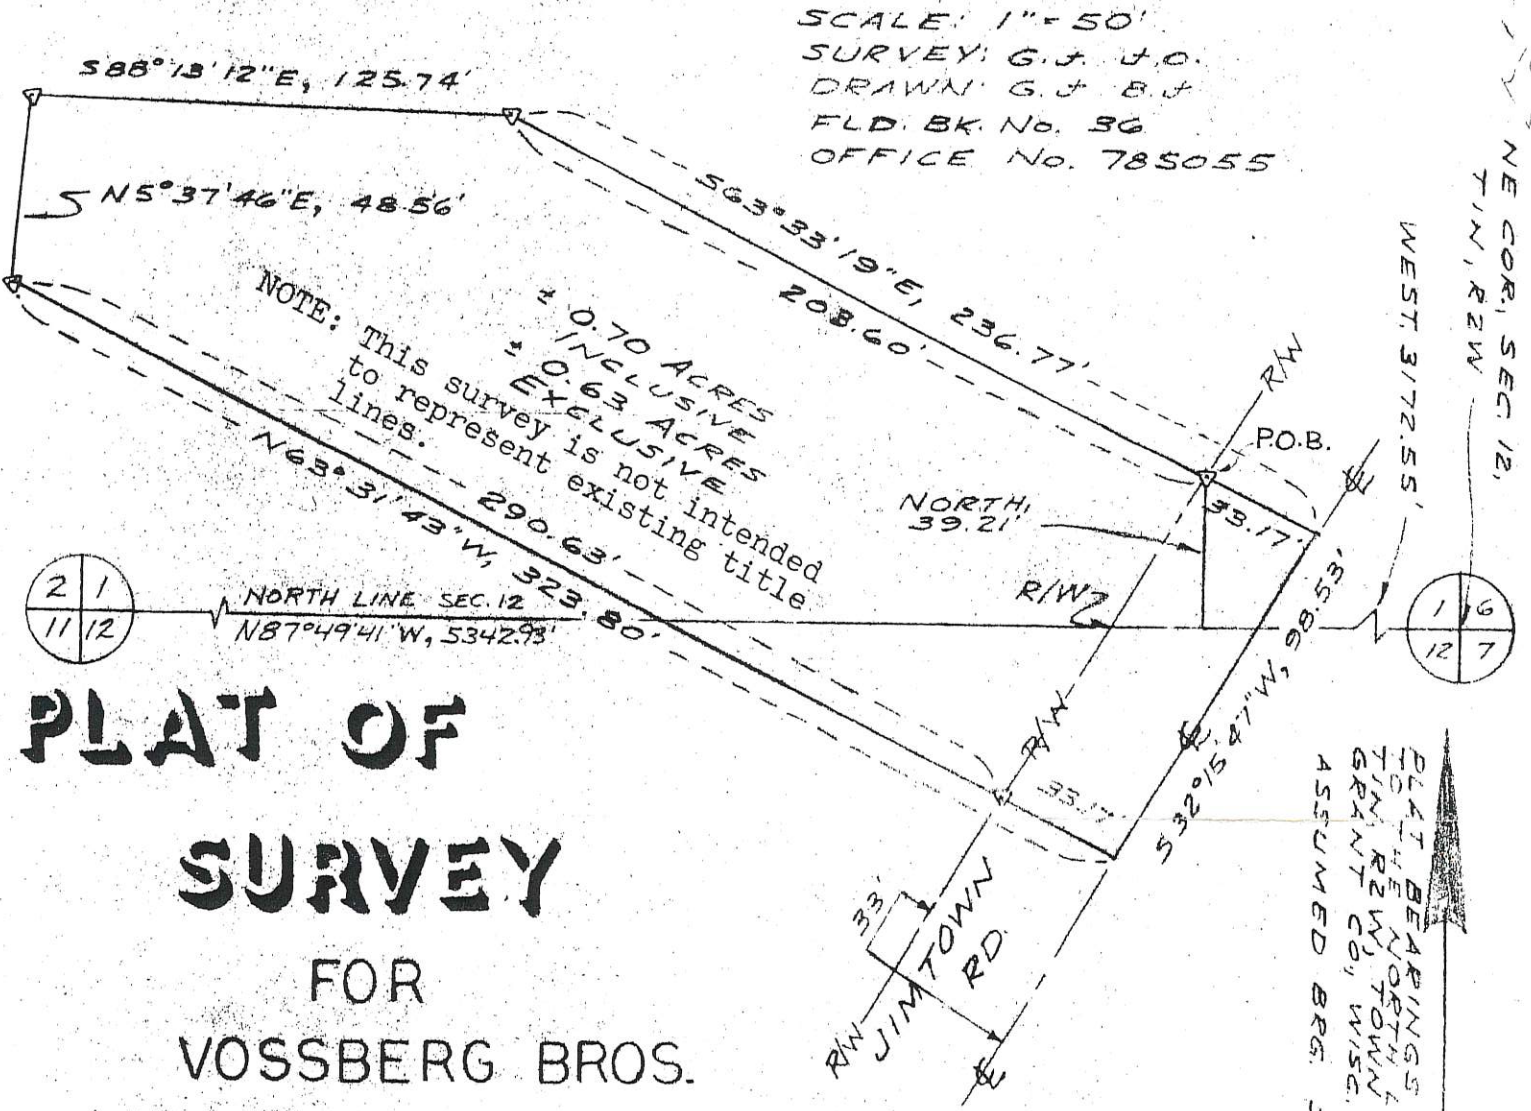 SCALE: 1" = 50'
SURVEY: G.J. J.O.
DRAWN: G.J. B.J.
FLD. BK. No. 36
OFFICE No. 785055
S88°13'12"E, 125.74'
N5°37'46"E, 48.56'
S63°33'19"E, 236.77'
203.60'
NE COR., SEC 12,
T1N, R2W
WEST, 3172.55'
± 0.70 ACRES
INCLUSIVE
± 0.63 ACRES
EXCLUSIVE
NOTE: This survey is not intended
to represent existing title
lines.
R/W
P.O.B.
NORTH,
39.21'
33.17'
N63°31'43"W, 323.80'
290.63'
R/W
2 1
11 12
NORTH LINE SEC. 12
N87°49'41"W, 5342.93'
1 6
12 7
S32°15'47"W, 98.53'
R/W
33.17'
33'
JIMTOWN
RD.
R/W
PLAT OF
SURVEY
FOR
VOSSBERG BROS.
PLAT BEARINGS
TO THE NORTH
T1N, R2W, TOWN
GRANT CO., WISC.
ASSUMED BRG.